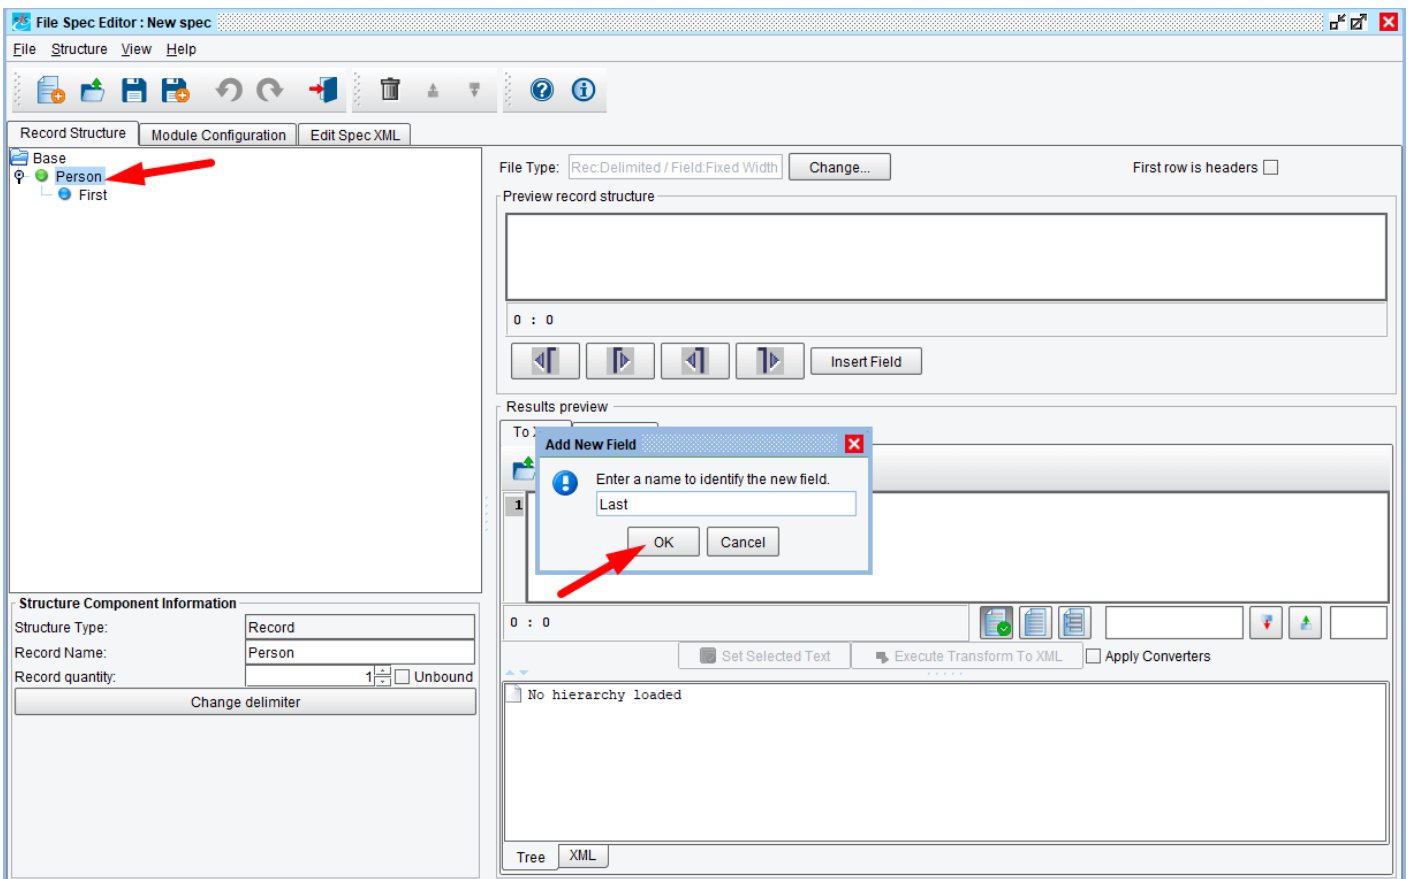 File Spec Editor : New spec
File Structure View Help
Record Structure Module Configuration Edit Spec XML
Base
Person
First
File Type: Rec:Delimited / Field:Fixed Width Change... First row is headers
Preview record structure
0 : 0
Insert Field
Results preview
To
Add New Field
Enter a name to identify the new field.
1
Last
OK Cancel
Structure Component Information
Structure Type: Record
Record Name: Person
Record quantity: 1 Unbound
Change delimiter
0 : 0
Set Selected Text Execute Transform To XML Apply Converters
No hierarchy loaded
Tree XML